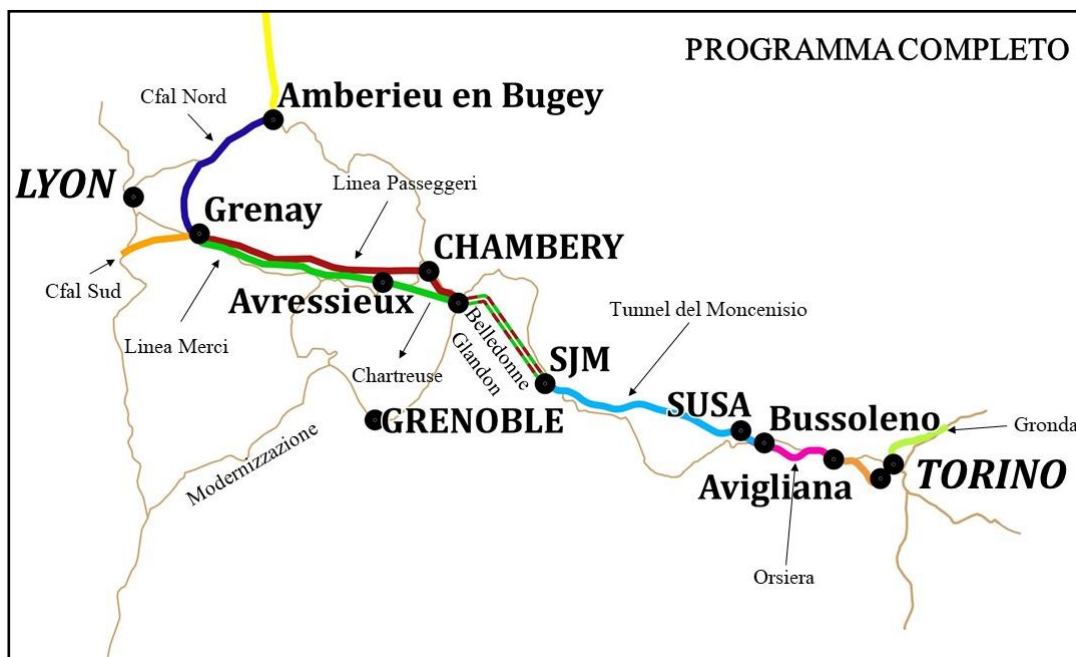 PROGRAMMA COMPLETO
Cfal Nord
Amberieu en Bugey
LYON
Linea Passeggeri
Grenay
CHAMBERY
Cfal Sud
Avressieux
Linea Merci
Chartreuse
Belledonne
Glandon
Tunnel del Moncenisio
SJM
GRENOBLE
SUSA
Bussoleno
Gronda
Modernizzazione
Avigliana
TORINO
Orsiera